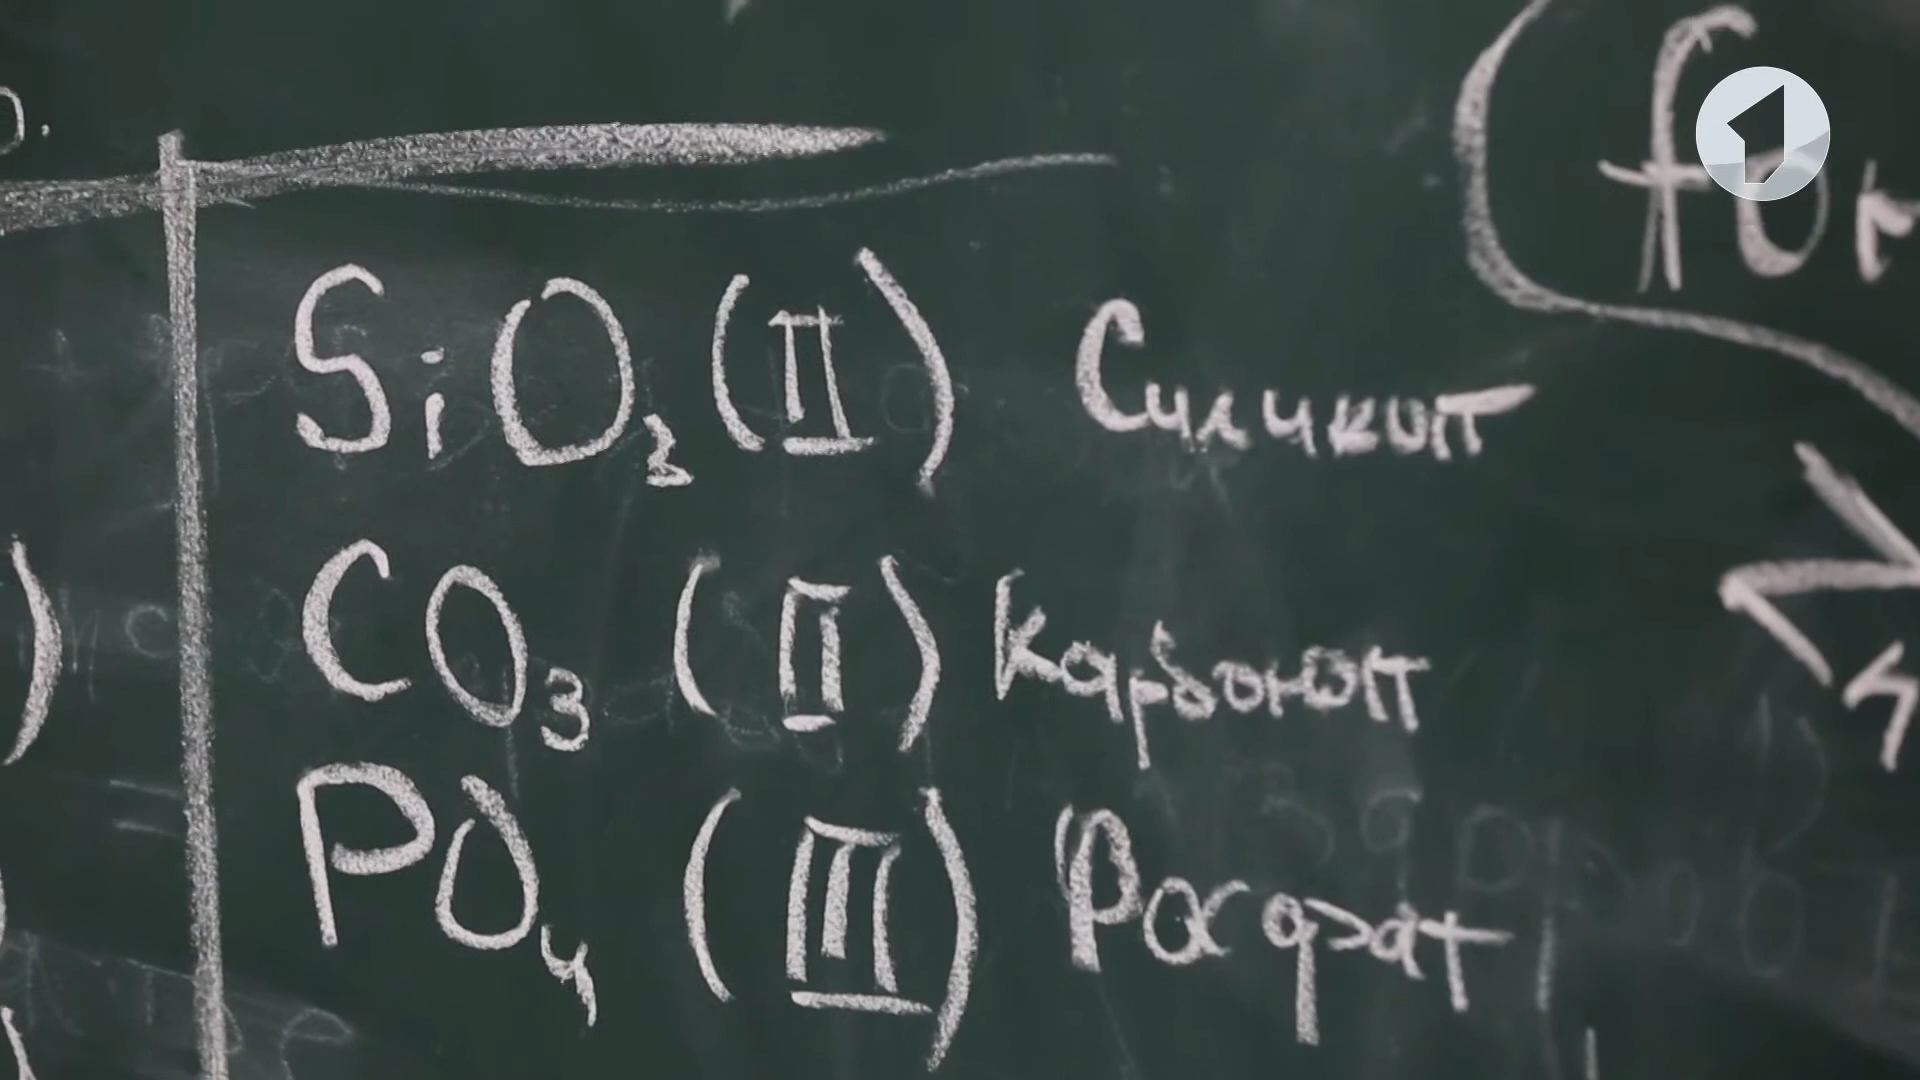 SiO₃ (II) Силикат
CO₃ (II) Карбонат
PO₄ (III) Фосфат